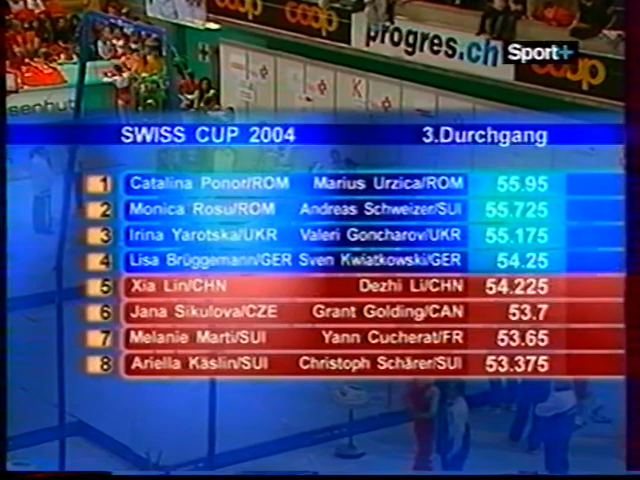 coop
coop
progres.ch
Sport+
coop
senhut
SWISS CUP 2004 3.Durchgang
1 Catalina Ponor/ROM Marius Urzica/ROM 55.95
2 Monica Rosu/ROM Andreas Schweizer/SUI 55.725
3 Irina Yarotska/UKR Valeri Goncharov/UKR 55.175
4 Lisa Brüggemann/GER Sven Kwiatkowski/GER 54.25
5 Xia Lin/CHN Dezhi Li/CHN 54.225
6 Jana Sikulova/CZE Grant Golding/CAN 53.7
7 Melanie Marti/SUI Yann Cucherat/FR 53.65
8 Ariella Käslin/SUI Christoph Schärer/SUI 53.375